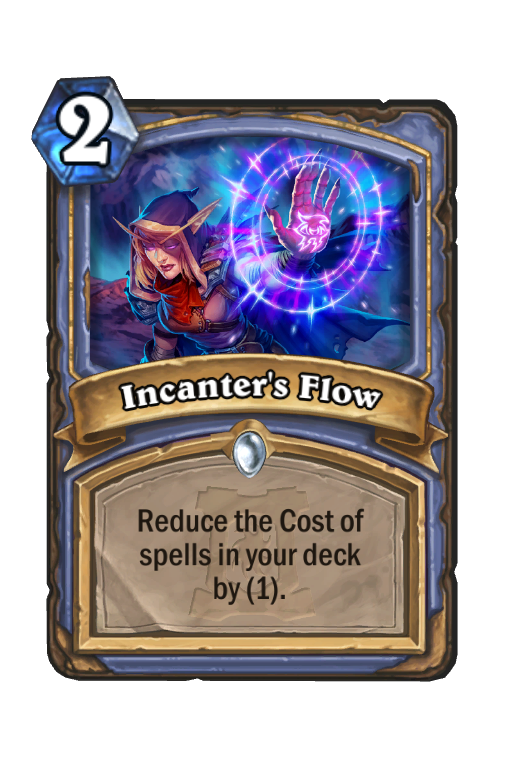 2
Incanter's Flow
Reduce the Cost of
spells in your deck
by (1).